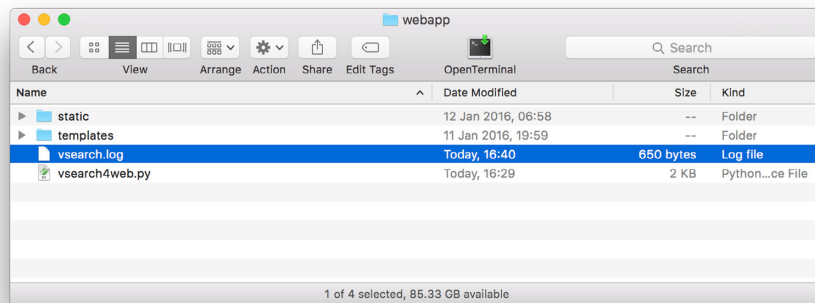 webapp
Back View Arrange Action Share Edit Tags OpenTerminal Search
Search
Name Date Modified Size Kind
static 12 Jan 2016, 06:58 -- Folder
templates 11 Jan 2016, 19:59 -- Folder
vsearch.log Today, 16:40 650 bytes Log file
vsearch4web.py Today, 16:29 2 KB Python...ce File
1 of 4 selected, 85.33 GB available